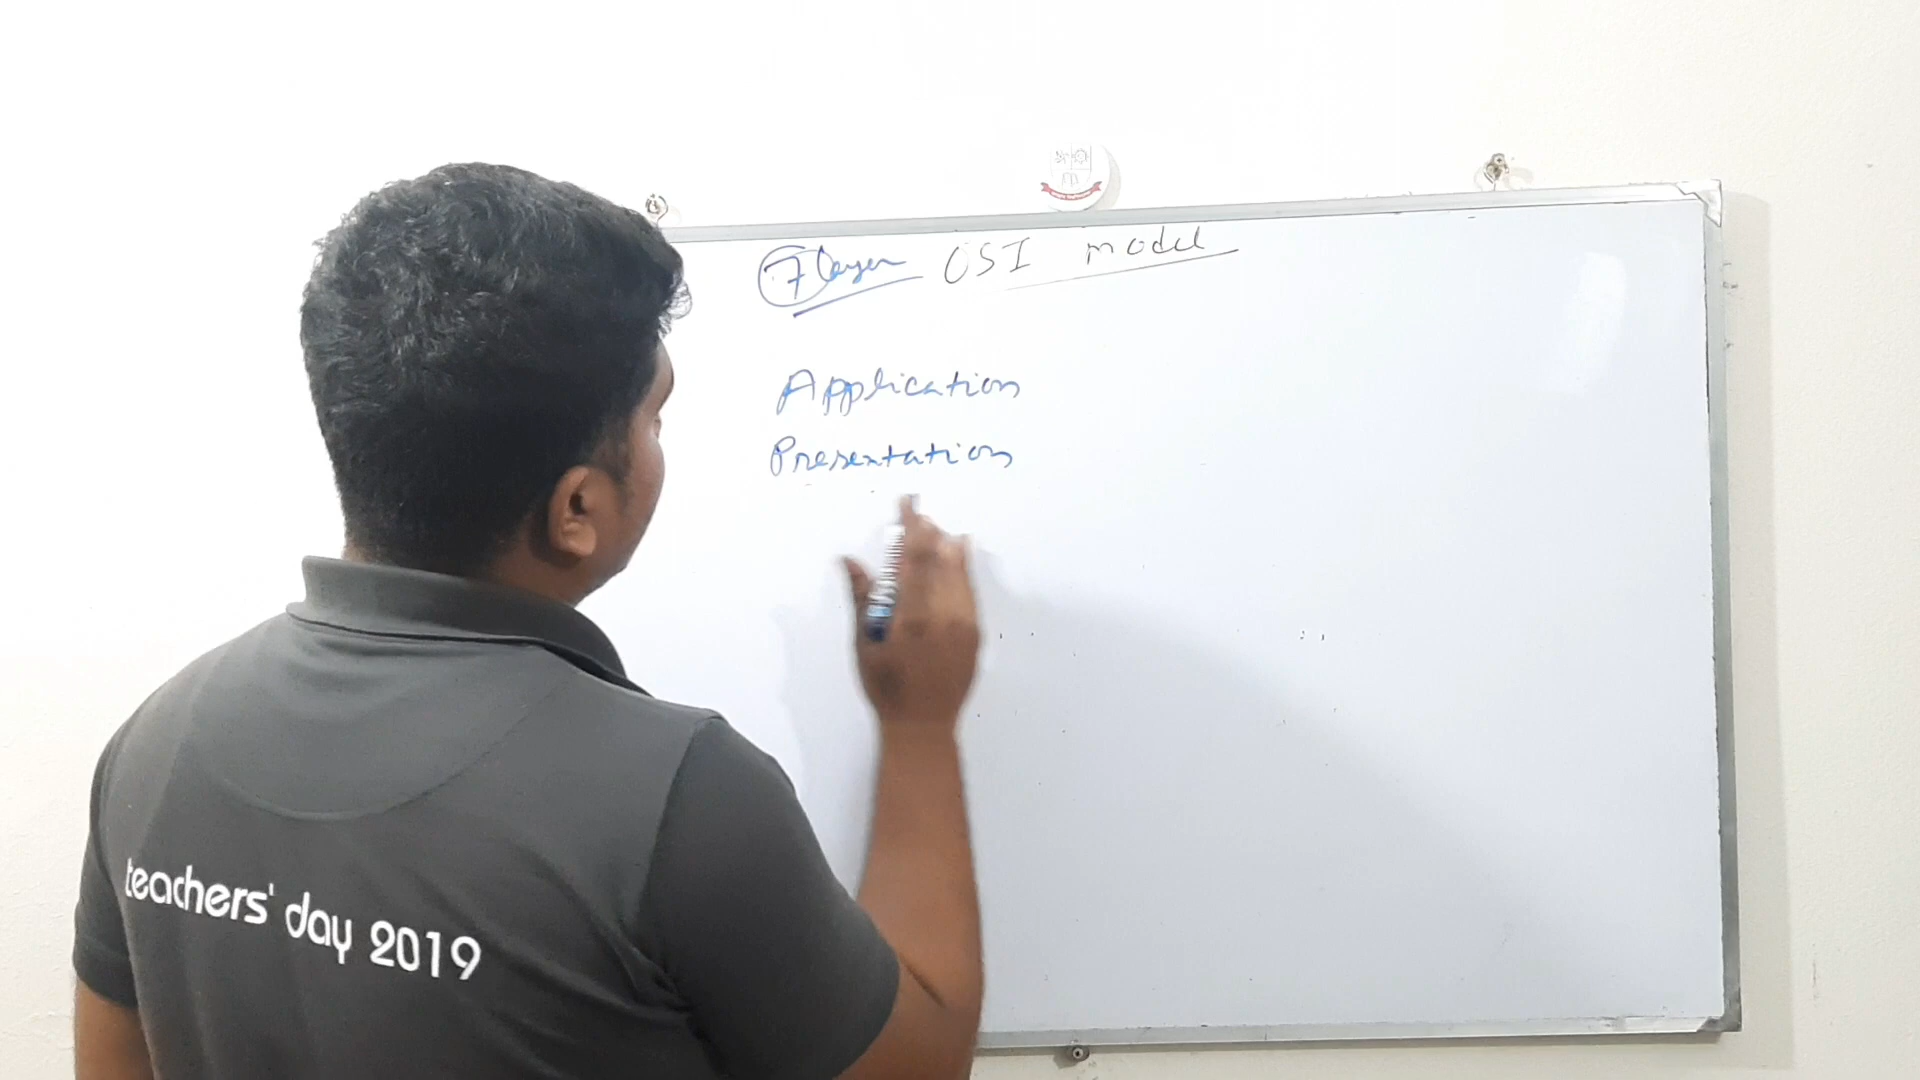 7 layer OSI model
Application
Presentation
teachers' day 2019